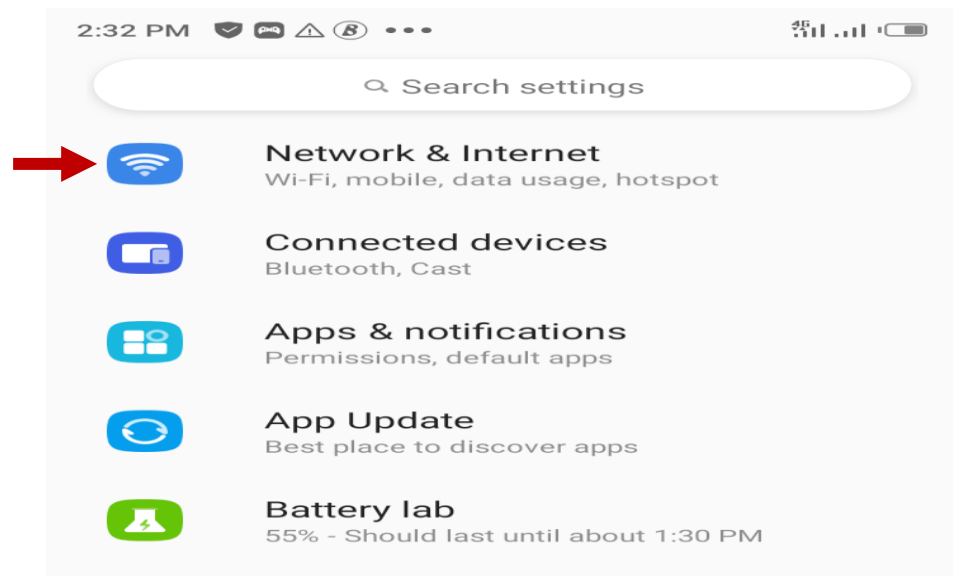 2:32 PM B 4G
Search settings
Network & Internet
Wi-Fi, mobile, data usage, hotspot
Connected devices
Bluetooth, Cast
Apps & notifications
Permissions, default apps
App Update
Best place to discover apps
Battery lab
55% - Should last until about 1:30 PM